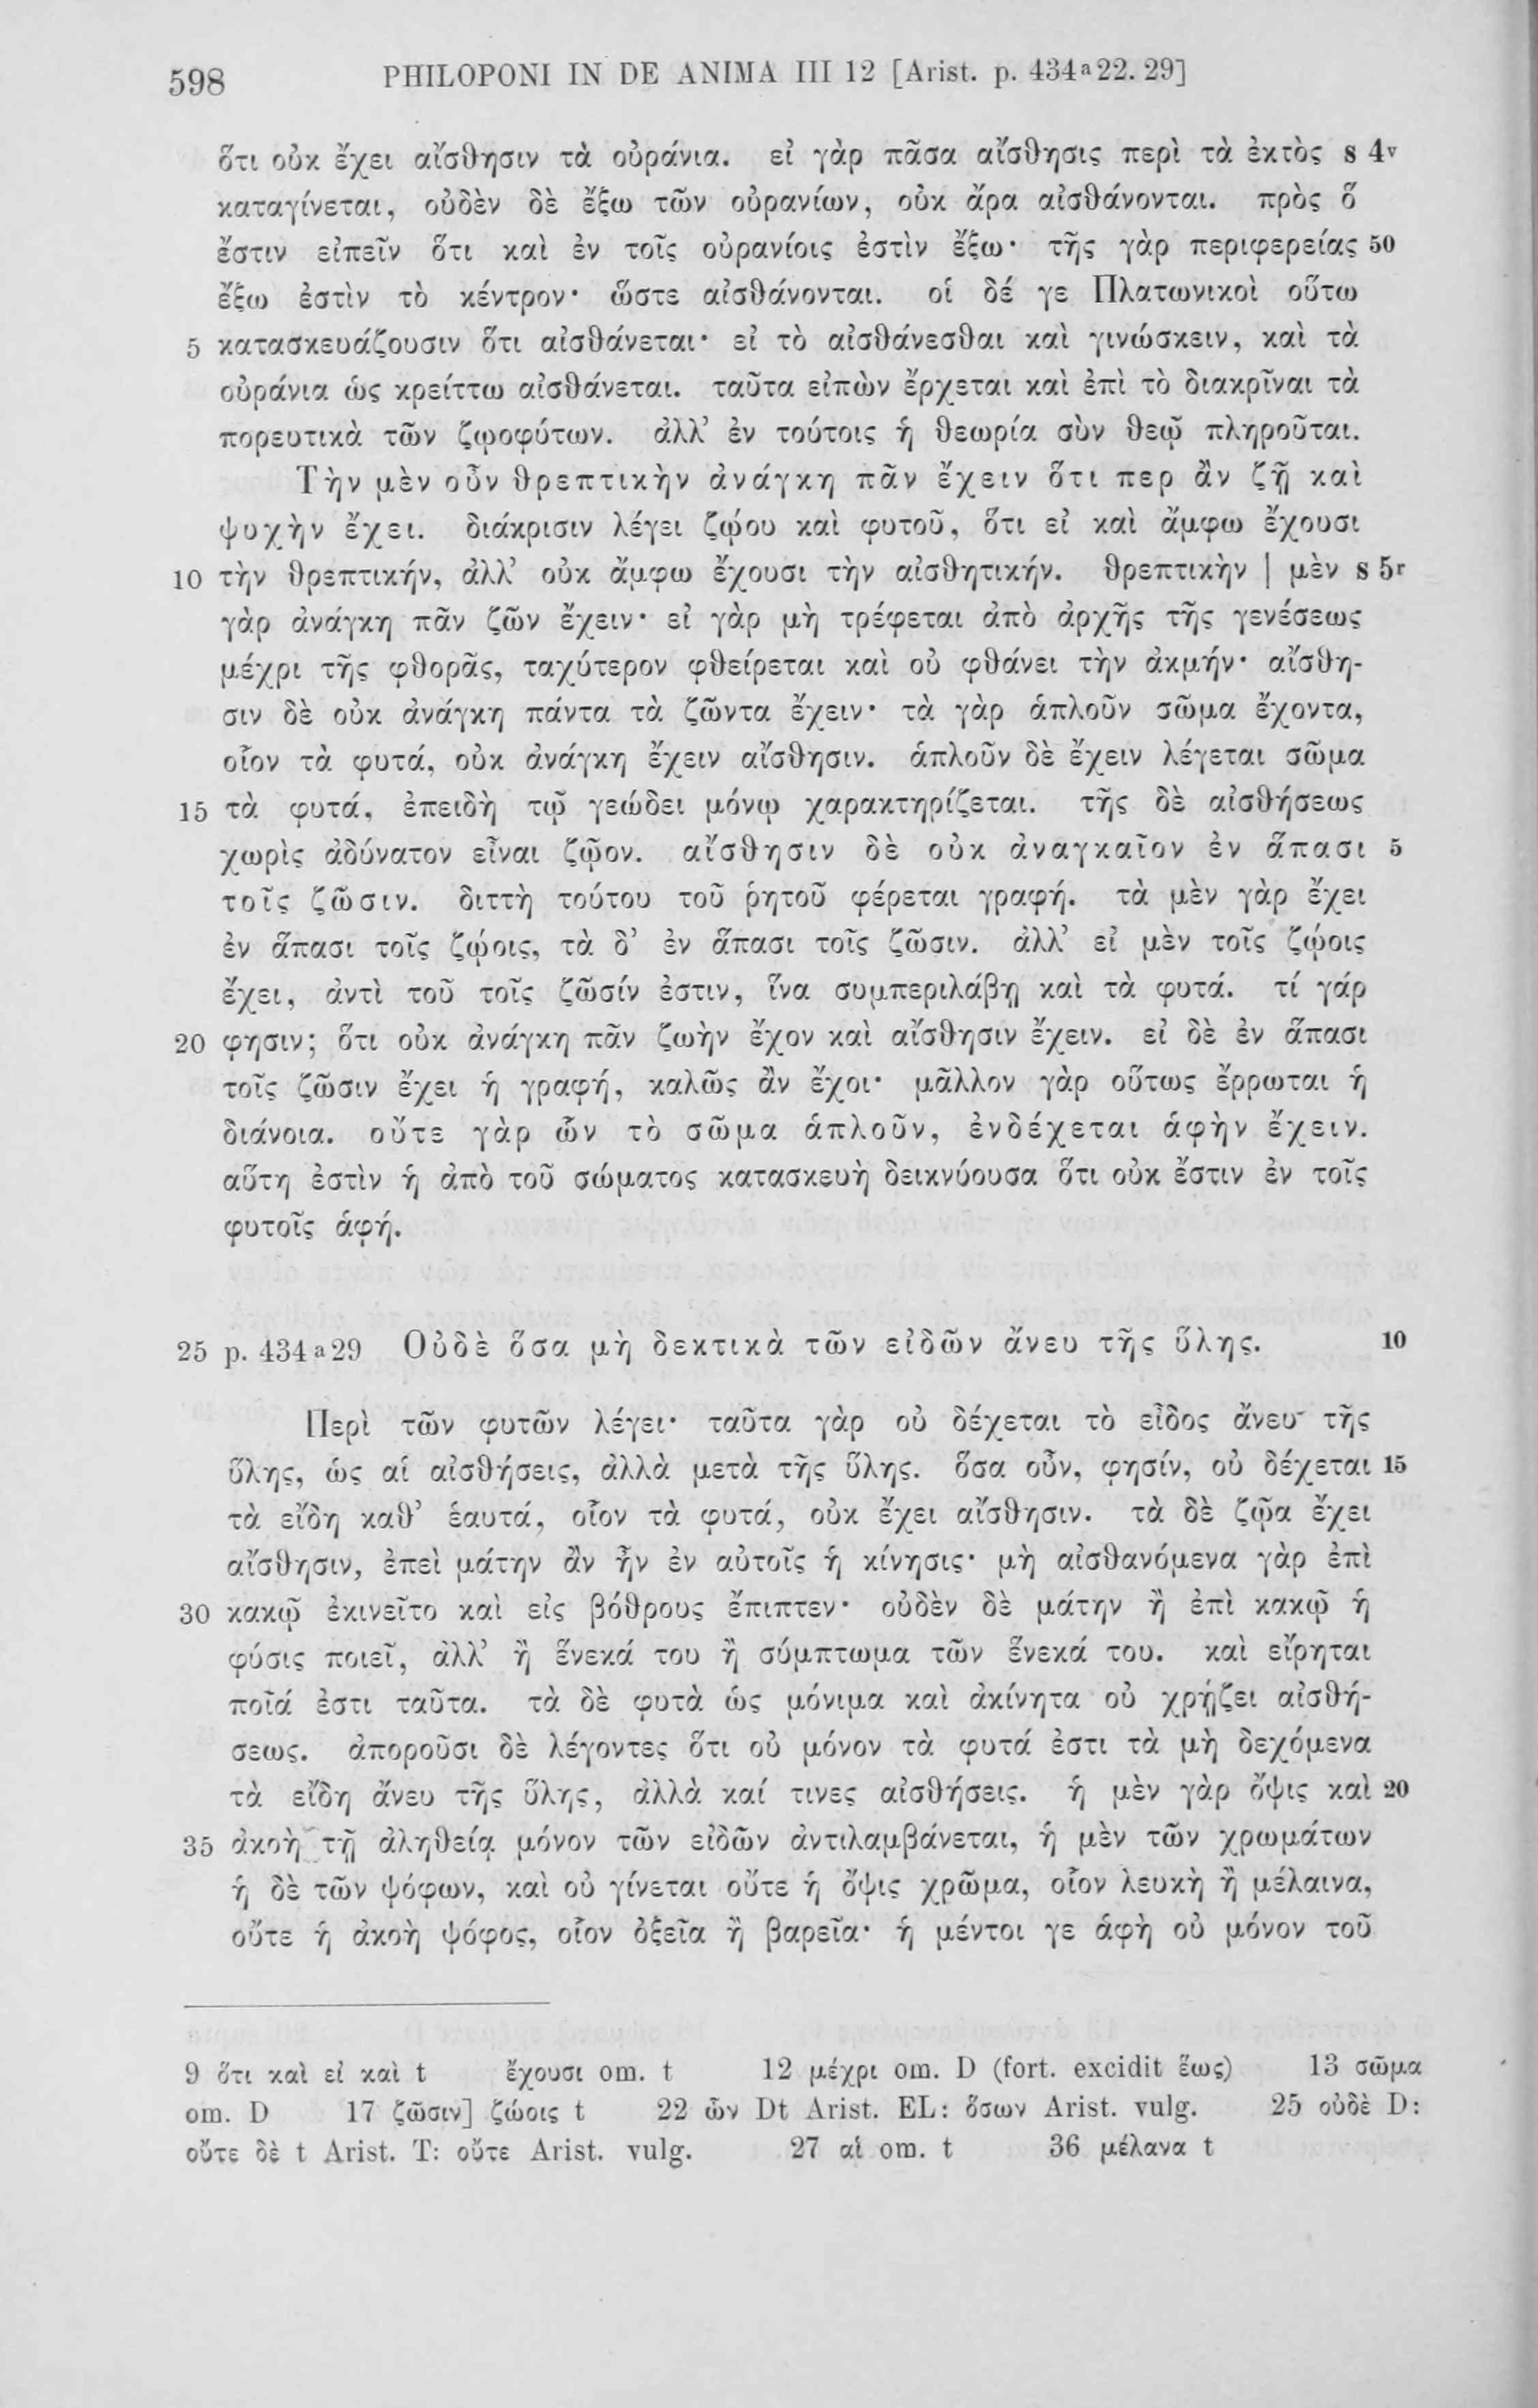 598 PHILOPONI IN DE ANIMA III 12 [Arist. p. 434ª22. 29]
ὅτι οὐκ ἔχει αἴσθησιν τὰ οὐράνια. εἰ γὰρ πᾶσα αἴσθησις περὶ τὰ ἐκτὸς s 4v
καταγίνεται, οὐδὲν δὲ ἔξω τῶν οὐρανίων, οὐκ ἄρα αἰσθάνονται. πρὸς ὅ
ἔστιν εἰπεῖν ὅτι καὶ ἐν τοῖς οὐρανίοις ἐστὶν ἔξω· τῆς γὰρ περιφερείας 50
ἔξω ἐστὶν τὸ κέντρον· ὥστε αἰσθάνονται. οἱ δέ γε Πλατωνικοὶ οὕτω
5 κατασκευάζουσιν ὅτι αἰσθάνεται· εἰ τὸ αἰσθάνεσθαι καὶ γινώσκειν, καὶ τὰ
οὐράνια ὡς κρείττω αἰσθάνεται. ταῦτα εἰπὼν ἔρχεται καὶ ἐπὶ τὸ διακρῖναι τὰ
πορευτικὰ τῶν ζῳοφύτων. ἀλλ’ ἐν τούτοις ἡ θεωρία σὺν θεῷ πληροῦται.
Τὴν μὲν οὖν θρεπτικὴν ἀνάγκη πᾶν ἔχειν ὅτι περ ἂν ζῇ καὶ
ψυχὴν ἔχει. διάκρισιν λέγει ζῴου καὶ φυτοῦ, ὅτι εἰ καὶ ἄμφω ἔχουσι
10 τὴν θρεπτικήν, ἀλλ’ οὐκ ἄμφω ἔχουσι τὴν αἰσθητικήν. θρεπτικὴν | μὲν s 5r
γὰρ ἀνάγκη πᾶν ζῶν ἔχειν· εἰ γὰρ μὴ τρέφεται ἀπὸ ἀρχῆς τῆς γενέσεως
μέχρι τῆς φθορᾶς, ταχύτερον φθείρεται καὶ οὐ φθάνει τὴν ἀκμήν· αἴσθη-
σιν δὲ οὐκ ἀνάγκη πάντα τὰ ζῶντα ἔχειν· τὰ γὰρ ἁπλοῦν σῶμα ἔχοντα,
οἷον τὰ φυτά, οὐκ ἀνάγκη ἔχειν αἴσθησιν. ἁπλοῦν δὲ ἔχειν λέγεται σῶμα
15 τὰ φυτά, ἐπειδὴ τῷ γεώδει μόνῳ χαρακτηρίζεται. τῆς δὲ αἰσθήσεως
χωρὶς ἀδύνατον εἶναι ζῷον. αἴσθησιν δὲ οὐκ ἀναγκαῖον ἐν ἅπασι 5
τοῖς ζῶσιν. διττὴ τούτου τοῦ ῥητοῦ φέρεται γραφή. τὰ μὲν γὰρ ἔχει
ἐν ἅπασι τοῖς ζῴοις, τὰ δ’ ἐν ἅπασι τοῖς ζῶσιν. ἀλλ’ εἰ μὲν τοῖς ζῴοις
ἔχει, ἀντὶ τοῦ τοῖς ζῶσίν ἐστιν, ἵνα συμπεριλάβῃ καὶ τὰ φυτά. τί γάρ
20 φησιν; ὅτι οὐκ ἀνάγκη πᾶν ζωὴν ἔχον καὶ αἴσθησιν ἔχειν. εἰ δὲ ἐν ἅπασι
τοῖς ζῶσιν ἔχει ἡ γραφή, καλῶς ἂν ἔχοι· μᾶλλον γὰρ οὕτως ἔρρωται ἡ
διάνοια. οὔτε γὰρ ὧν τὸ σῶμα ἁπλοῦν, ἐνδέχεται ἁφὴν ἔχειν.
αὕτη ἐστὶν ἡ ἀπὸ τοῦ σώματος κατασκευὴ δεικνύουσα ὅτι οὐκ ἔστιν ἐν τοῖς
φυτοῖς ἁφή.
25 p. 434ª29 Οὐδὲ ὅσα μὴ δεκτικὰ τῶν εἰδῶν ἄνευ τῆς ὕλης. 10
Περὶ τῶν φυτῶν λέγει· ταῦτα γὰρ οὐ δέχεται τὸ εἶδος ἄνευ τῆς
ὕλης, ὡς αἱ αἰσθήσεις, ἀλλὰ μετὰ τῆς ὕλης. ὅσα οὖν, φησίν, οὐ δέχεται 15
τὰ εἴδη καθ’ ἑαυτά, οἷον τὰ φυτά, οὐκ ἔχει αἴσθησιν. τὰ δὲ ζῷα ἔχει
αἴσθησιν, ἐπεὶ μάτην ἂν ἦν ἐν αὐτοῖς ἡ κίνησις· μὴ αἰσθανόμενα γὰρ ἐπὶ
30 κακῷ ἐκινεῖτο καὶ εἰς βόθρους ἔπιπτεν· οὐδὲν δὲ μάτην ἢ ἐπὶ κακῷ ἡ
φύσις ποιεῖ, ἀλλ’ ἢ ἕνεκά του ἢ σύμπτωμα τῶν ἕνεκά του. καὶ εἴρηται
ποῖά ἐστι ταῦτα. τὰ δὲ φυτὰ ὡς μόνιμα καὶ ἀκίνητα οὐ χρῄζει αἰσθή-
σεως. ἀποροῦσι δὲ λέγοντες ὅτι οὐ μόνον τὰ φυτά ἐστι τὰ μὴ δεχόμενα
τὰ εἴδη ἄνευ τῆς ὕλης, ἀλλὰ καί τινες αἰσθήσεις. ἡ μὲν γὰρ ὄψις καὶ 20
35 ἀκοὴ τῇ ἀληθείᾳ μόνον τῶν εἰδῶν ἀντιλαμβάνεται, ἡ μὲν τῶν χρωμάτων
ἡ δὲ τῶν ψόφων, καὶ οὐ γίνεται οὔτε ἡ ὄψις χρῶμα, οἷον λευκὴ ἢ μέλαινα,
οὔτε ἡ ἀκοὴ ψόφος, οἷον ὀξεῖα ἢ βαρεῖα· ἡ μέντοι γε ἁφὴ οὐ μόνον τοῦ
9 ὅτι καὶ εἰ καὶ t ἔχουσι om. t 12 μέχρι om. D (fort. excidit ἕως) 13 σῶμα
om. D 17 ζῶσιν] ζώοις t 22 ὧν Dt Arist. EL: ὅσων Arist. vulg. 25 οὐδὲ D:
οὔτε δὲ t Arist. T: οὔτε Arist. vulg. 27 αἱ om. t 36 μέλανα t